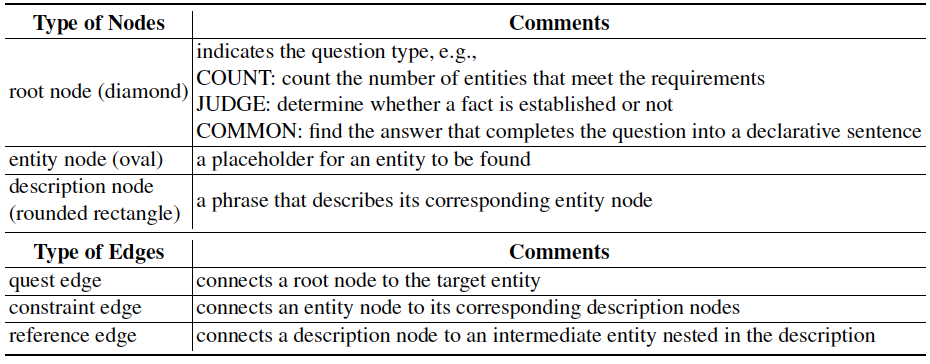 Type of Nodes Comments
root node (diamond) indicates the question type, e.g.,
COUNT: count the number of entities that meet the requirements
JUDGE: determine whether a fact is established or not
COMMON: find the answer that completes the question into a declarative sentence
entity node (oval) a placeholder for an entity to be found
description node
(rounded rectangle) a phrase that describes its corresponding entity node
Type of Edges Comments
quest edge connects a root node to the target entity
constraint edge connects an entity node to its corresponding description nodes
reference edge connects a description node to an intermediate entity nested in the description